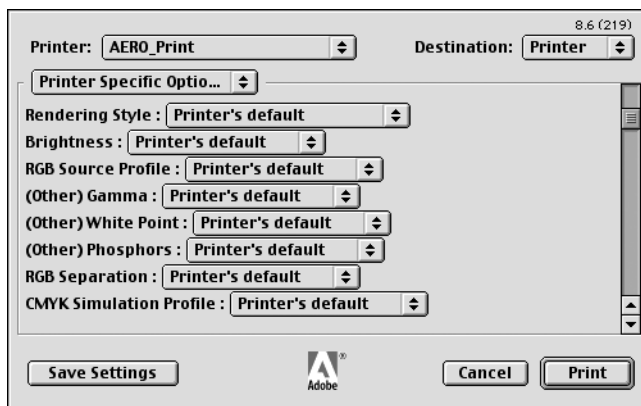 8.6 (219)
Printer: AERO_Print Destination: Printer
Printer Specific Optio...
Rendering Style : Printer's default
Brightness : Printer's default
RGB Source Profile : Printer's default
(Other) Gamma : Printer's default
(Other) White Point : Printer's default
(Other) Phosphors : Printer's default
RGB Separation : Printer's default
CMYK Simulation Profile : Printer's default
Save Settings Adobe® Cancel Print